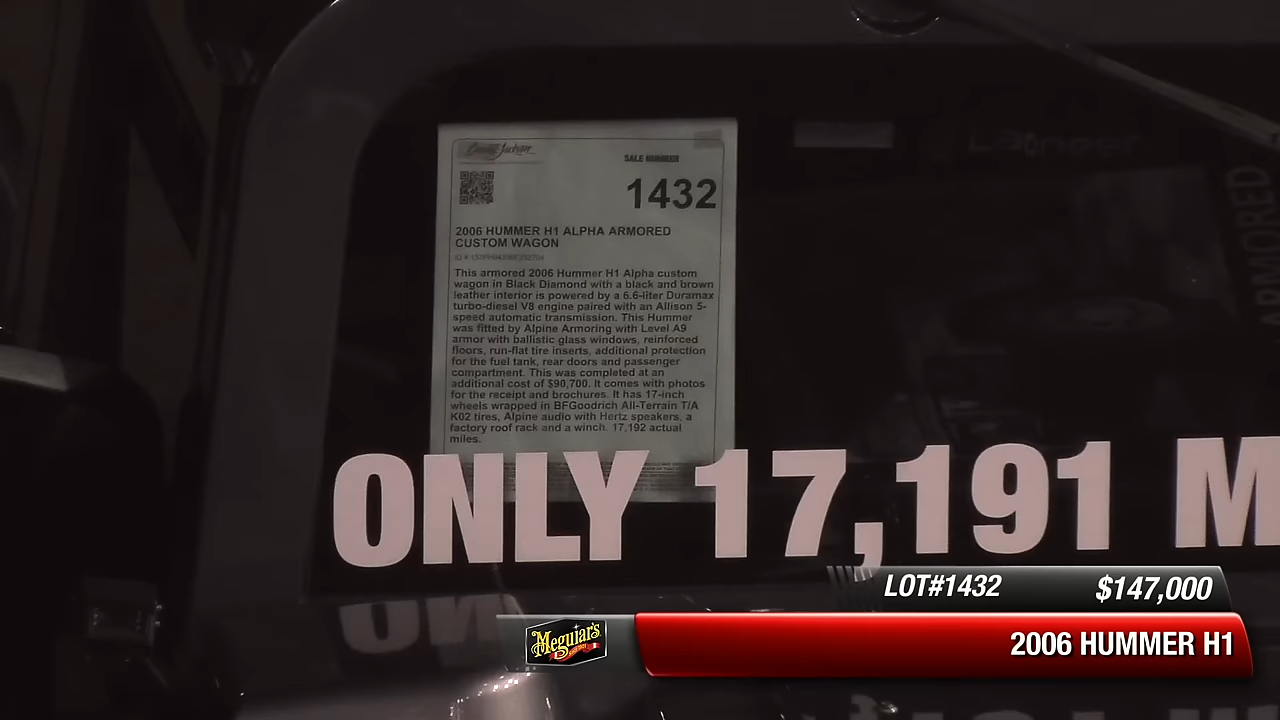 Barrett-Jackson
SALE NUMBER
1432
2006 HUMMER H1 ALPHA ARMORED
CUSTOM WAGON
This armored 2006 Hummer H1 Alpha custom
wagon in Black Diamond with a black and brown
leather interior is powered by a 6.6-liter Duramax
turbo-diesel V8 engine paired with an Allison 5-
speed automatic transmission. This Hummer
was fitted by Alpine Armoring with Level A9
armor with ballistic glass windows, reinforced
floors, run-flat tire inserts, additional protection
for the fuel tank, rear doors and passenger
compartment. This was completed at an
additional cost of $90,700. It comes with photos
for the receipt and brochures. It has 17-inch
wheels wrapped in BFGoodrich All-Terrain T/A
K02 tires, Alpine audio with Hertz speakers, a
factory roof rack and a winch. 17,192 actual
miles.
ARMORED
ONLY 17,191 M
ON
LOT#1432 $147,000
Meguiar's
2006 HUMMER H1